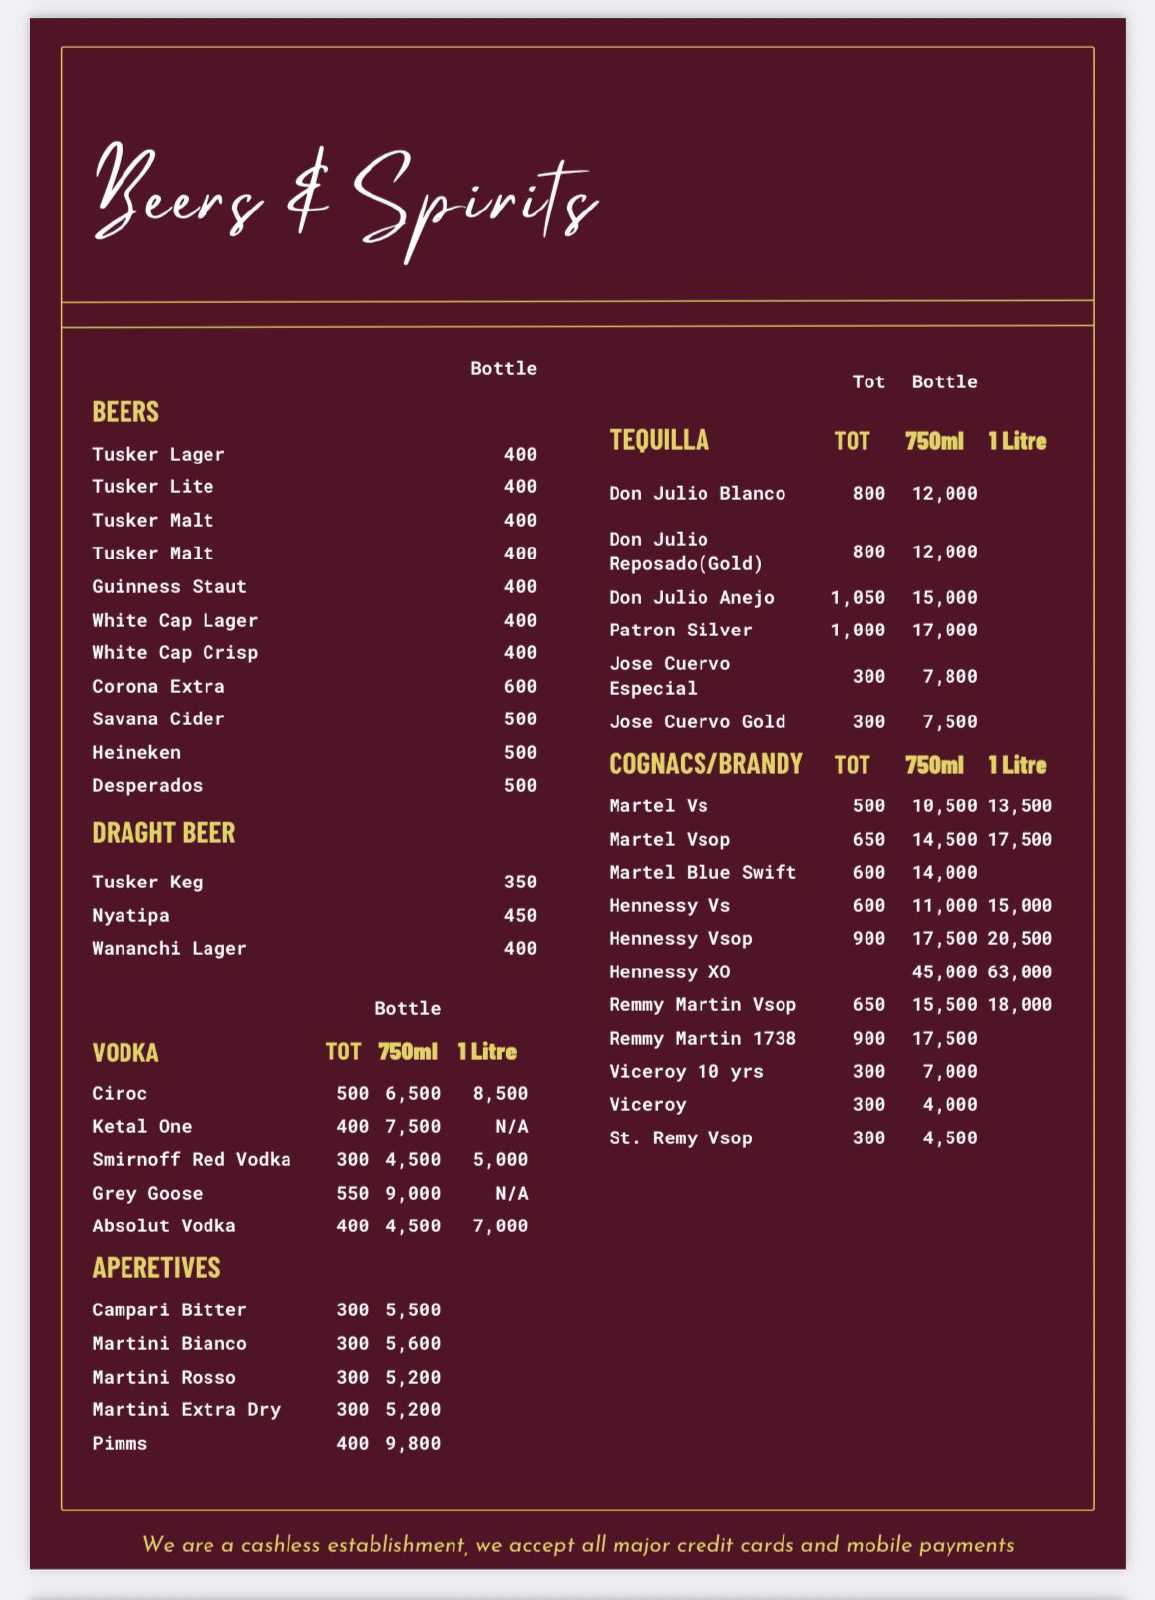 Beers & Spirits
Bottle
BEERS
Tusker Lager 400
Tusker Lite 400
Tusker Malt 400
Tusker Malt 400
Guinness Staut 400
White Cap Lager 400
White Cap Crisp 400
Corona Extra 600
Savana Cider 500
Heineken 500
Desperados 500
DRAGHT BEER
Tusker Keg 350
Nyatipa 450
Wananchi Lager 400
Bottle
VODKA TOT 750ml 1 Litre
Ciroc 500 6,500 8,500
Ketal One 400 7,500 N/A
Smirnoff Red Vodka 300 4,500 5,000
Grey Goose 550 9,000 N/A
Absolut Vodka 400 4,500 7,000
APERETIVES
Campari Bitter 300 5,500
Martini Bianco 300 5,600
Martini Rosso 300 5,200
Martini Extra Dry 300 5,200
Pimms 400 9,800
Tot Bottle
TEQUILLA TOT 750ml 1 Litre
Don Julio Blanco 800 12,000
Don Julio
Reposado(Gold) 800 12,000
Don Julio Anejo 1,050 15,000
Patron Silver 1,000 17,000
Jose Cuervo
Especial 300 7,800
Jose Cuervo Gold 300 7,500
COGNACS/BRANDY TOT 750ml 1 Litre
Martel Vs 500 10,500 13,500
Martel Vsop 650 14,500 17,500
Martel Blue Swift 600 14,000
Hennessy Vs 600 11,000 15,000
Hennessy Vsop 900 17,500 20,500
Hennessy XO 45,000 63,000
Remmy Martin Vsop 650 15,500 18,000
Remmy Martin 1738 900 17,500
Viceroy 10 yrs 300 7,000
Viceroy 300 4,000
St. Remy Vsop 300 4,500
We are a cashless establishment, we accept all major credit cards and mobile payments